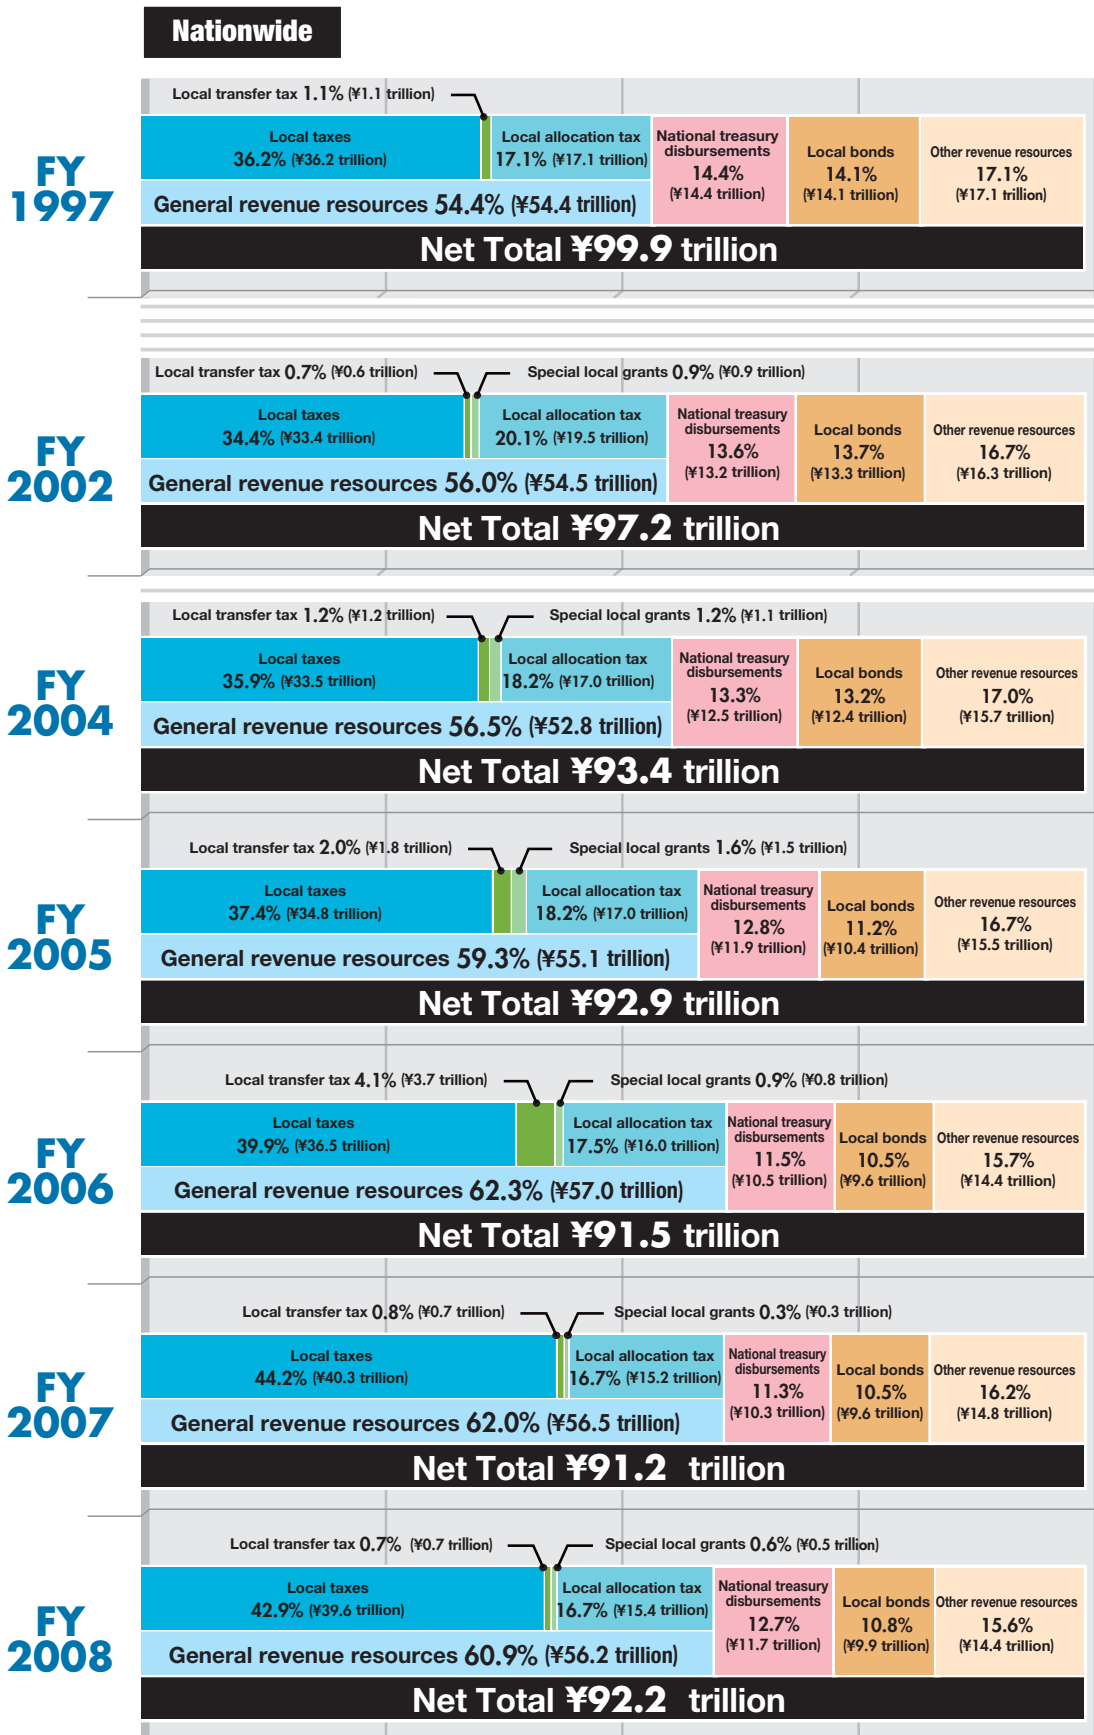 Nationwide
FY
1997
Local transfer tax 1.1% (¥1.1 trillion)
Local taxes
36.2% (¥36.2 trillion)
Local allocation tax
17.1% (¥17.1 trillion)
General revenue resources 54.4% (¥54.4 trillion)
National treasury
disbursements
14.4%
(¥14.4 trillion)
Local bonds
14.1%
(¥14.1 trillion)
Other revenue resources
17.1%
(¥17.1 trillion)
Net Total ¥99.9 trillion
FY
2002
Local transfer tax 0.7% (¥0.6 trillion)
Special local grants 0.9% (¥0.9 trillion)
Local taxes
34.4% (¥33.4 trillion)
Local allocation tax
20.1% (¥19.5 trillion)
General revenue resources 56.0% (¥54.5 trillion)
National treasury
disbursements
13.6%
(¥13.2 trillion)
Local bonds
13.7%
(¥13.3 trillion)
Other revenue resources
16.7%
(¥16.3 trillion)
Net Total ¥97.2 trillion
FY
2004
Local transfer tax 1.2% (¥1.2 trillion)
Special local grants 1.2% (¥1.1 trillion)
Local taxes
35.9% (¥33.5 trillion)
Local allocation tax
18.2% (¥17.0 trillion)
General revenue resources 56.5% (¥52.8 trillion)
National treasury
disbursements
13.3%
(¥12.5 trillion)
Local bonds
13.2%
(¥12.4 trillion)
Other revenue resources
17.0%
(¥15.7 trillion)
Net Total ¥93.4 trillion
FY
2005
Local transfer tax 2.0% (¥1.8 trillion)
Special local grants 1.6% (¥1.5 trillion)
Local taxes
37.4% (¥34.8 trillion)
Local allocation tax
18.2% (¥17.0 trillion)
General revenue resources 59.3% (¥55.1 trillion)
National treasury
disbursements
12.8%
(¥11.9 trillion)
Local bonds
11.2%
(¥10.4 trillion)
Other revenue resources
16.7%
(¥15.5 trillion)
Net Total ¥92.9 trillion
FY
2006
Local transfer tax 4.1% (¥3.7 trillion)
Special local grants 0.9% (¥0.8 trillion)
Local taxes
39.9% (¥36.5 trillion)
Local allocation tax
17.5% (¥16.0 trillion)
General revenue resources 62.3% (¥57.0 trillion)
National treasury
disbursements
11.5%
(¥10.5 trillion)
Local bonds
10.5%
(¥9.6 trillion)
Other revenue resources
15.7%
(¥14.4 trillion)
Net Total ¥91.5 trillion
FY
2007
Local transfer tax 0.8% (¥0.7 trillion)
Special local grants 0.3% (¥0.3 trillion)
Local taxes
44.2% (¥40.3 trillion)
Local allocation tax
16.7% (¥15.2 trillion)
General revenue resources 62.0% (¥56.5 trillion)
National treasury
disbursements
11.3%
(¥10.3 trillion)
Local bonds
10.5%
(¥9.6 trillion)
Other revenue resources
16.2%
(¥14.8 trillion)
Net Total ¥91.2 trillion
FY
2008
Local transfer tax 0.7% (¥0.7 trillion)
Special local grants 0.6% (¥0.5 trillion)
Local taxes
42.9% (¥39.6 trillion)
Local allocation tax
16.7% (¥15.4 trillion)
General revenue resources 60.9% (¥56.2 trillion)
National treasury
disbursements
12.7%
(¥11.7 trillion)
Local bonds
10.8%
(¥9.9 trillion)
Other revenue resources
15.6%
(¥14.4 trillion)
Net Total ¥92.2 trillion